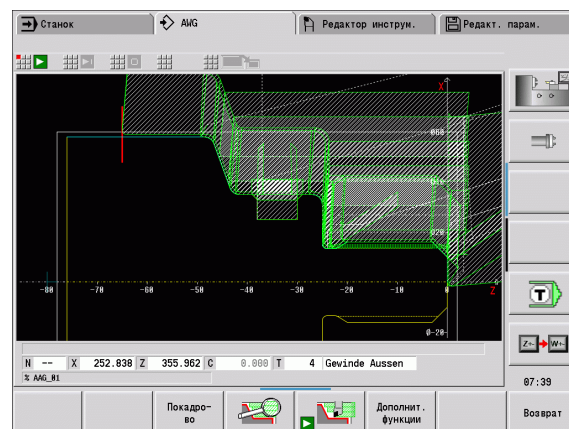 Станок
AWG
Редактор инструм.
Редакт. парам.
X
Ø60
Ø20
-80 -70 -60 -50 -40 -30 -20 -10 0 Z
Ø-20
T
Z+- W+-
N -- X 252.838 Z 355.962 C 0.000 T 4 Gewinde Aussen
% AAG_01
07:39
Покадро-
во
Дополнит.
функции
Возврат